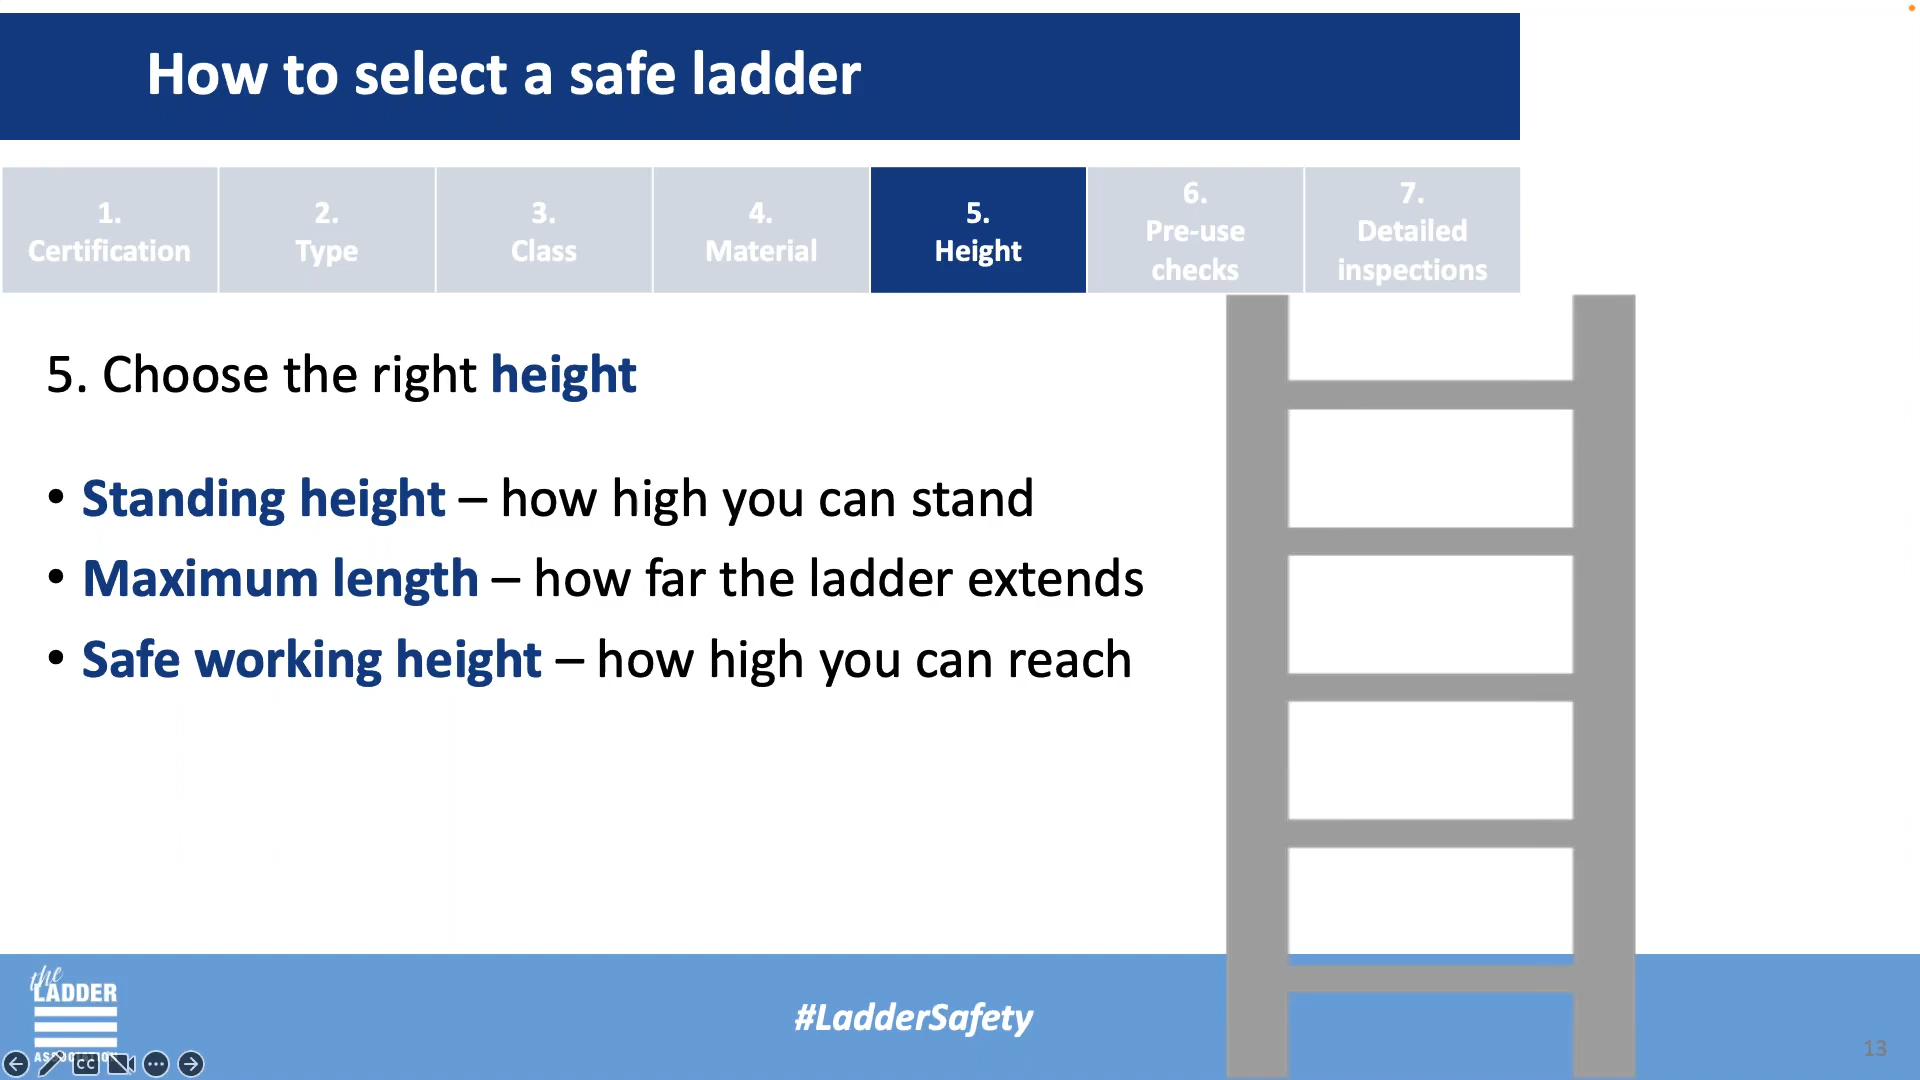 How to select a safe ladder
1.
Certification
2.
Type
3.
Class
4.
Material
5.
Height
6.
Pre-use
checks
7.
Detailed
inspections
5. Choose the right height
• Standing height – how high you can stand
• Maximum length – how far the ladder extends
• Safe working height – how high you can reach
the
LADDER
ASSOCIATION
#LadderSafety
CC
13